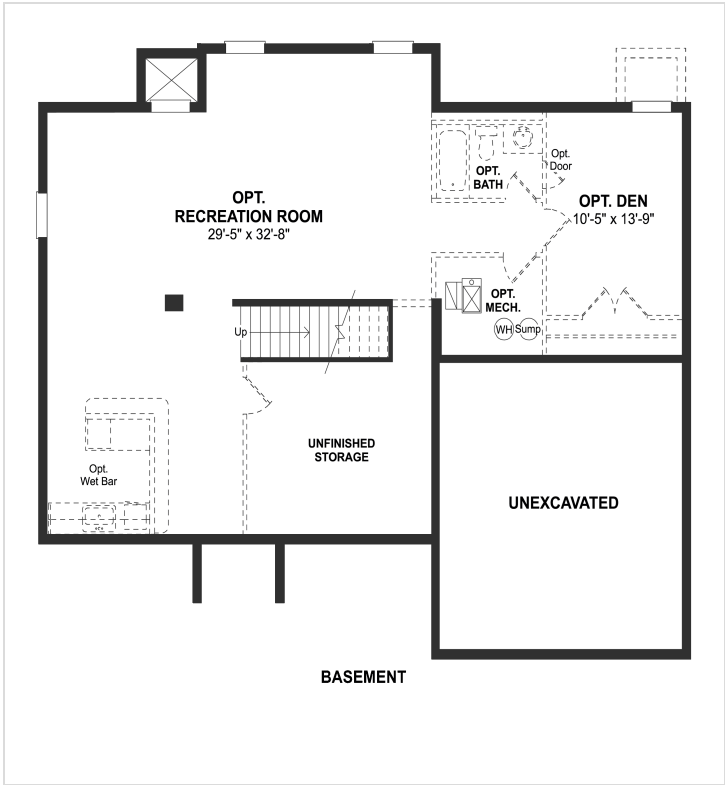 OPT.
RECREATION ROOM
29'-5" x 32'-8"
OPT.
BATH
Opt.
Door
OPT. DEN
10'-5" x 13'-9"
OPT.
MECH.
WH
Sump
Up
UNFINISHED
STORAGE
Opt.
Wet Bar
UNEXCAVATED
BASEMENT